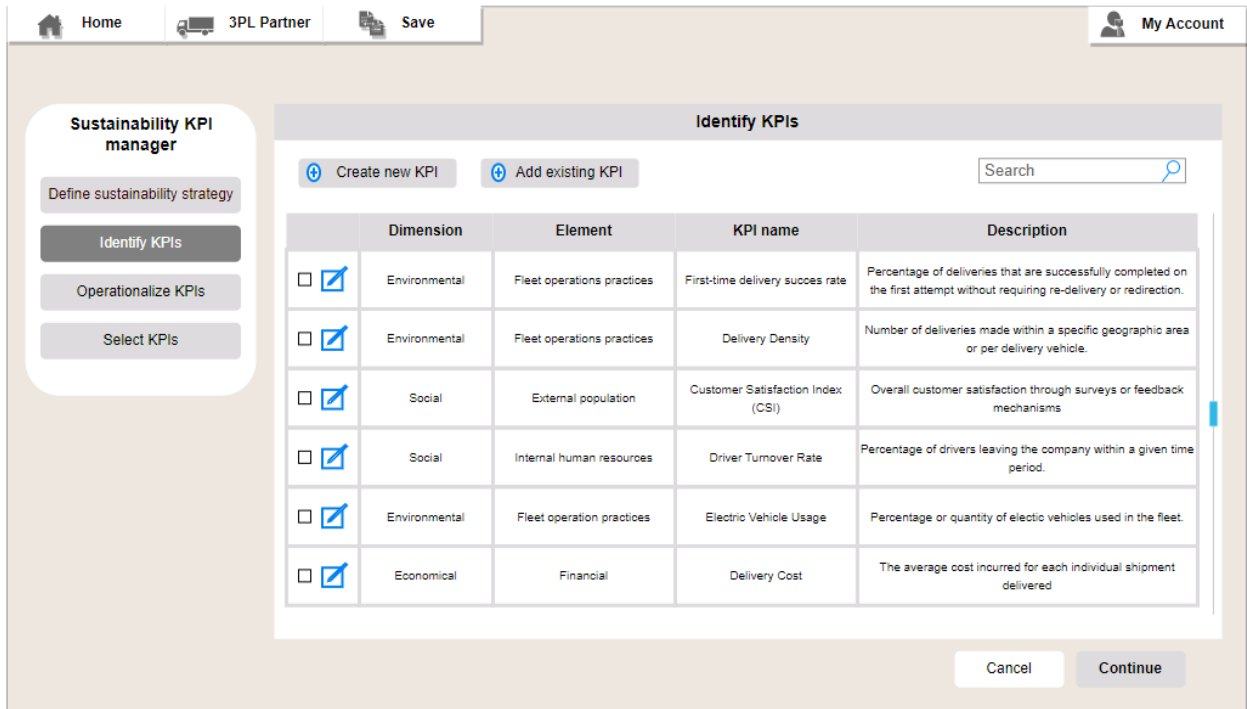 Home
3PL Partner
Save
My Account
Sustainability KPI
manager
Define sustainability strategy
Identify KPIs
Operationalize KPIs
Select KPIs
Identify KPIs
Create new KPI
Add existing KPI
Search
Dimension
Element
KPI name
Description
Environmental
Fleet operations practices
First-time delivery succes rate
Percentage of deliveries that are successfully completed on
the first attempt without requiring re-delivery or redirection.
Environmental
Fleet operations practices
Delivery Density
Number of deliveries made within a specific geographic area
or per delivery vehicle.
Social
External population
Customer Satisfaction Index
(CSI)
Overall customer satisfaction through surveys or feedback
mechanisms
Social
Internal human resources
Driver Turnover Rate
Percentage of drivers leaving the company within a given time
period.
Environmental
Fleet operation practices
Electric Vehicle Usage
Percentage or quantity of electic vehicles used in the fleet.
Economical
Financial
Delivery Cost
The average cost incurred for each individual shipment
delivered
Cancel
Continue